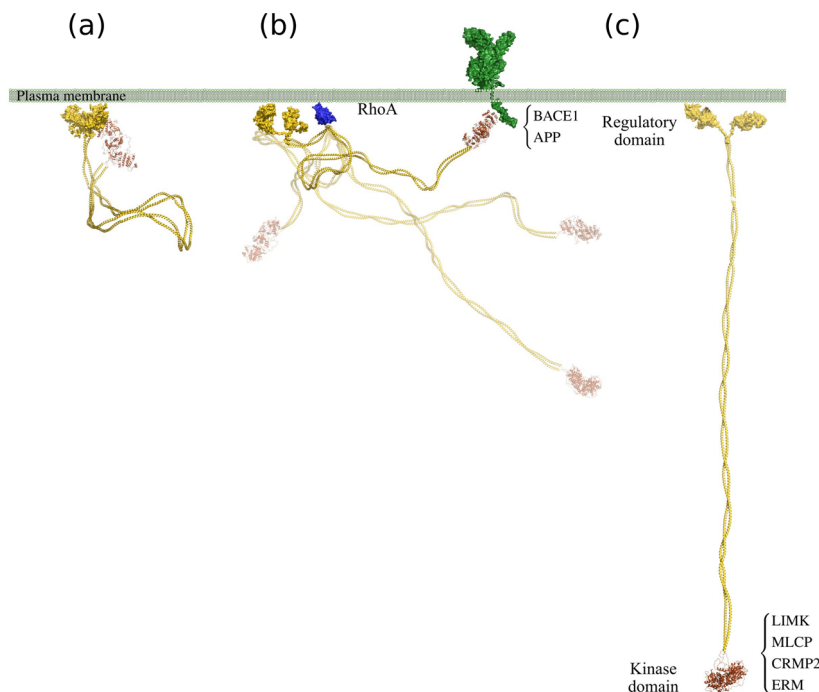 (a)
(b)
(c)
Plasma membrane
RhoA
BACE1
APP
Regulatory
domain
LIMK
MLCP
CRMP2
ERM
Kinase
domain